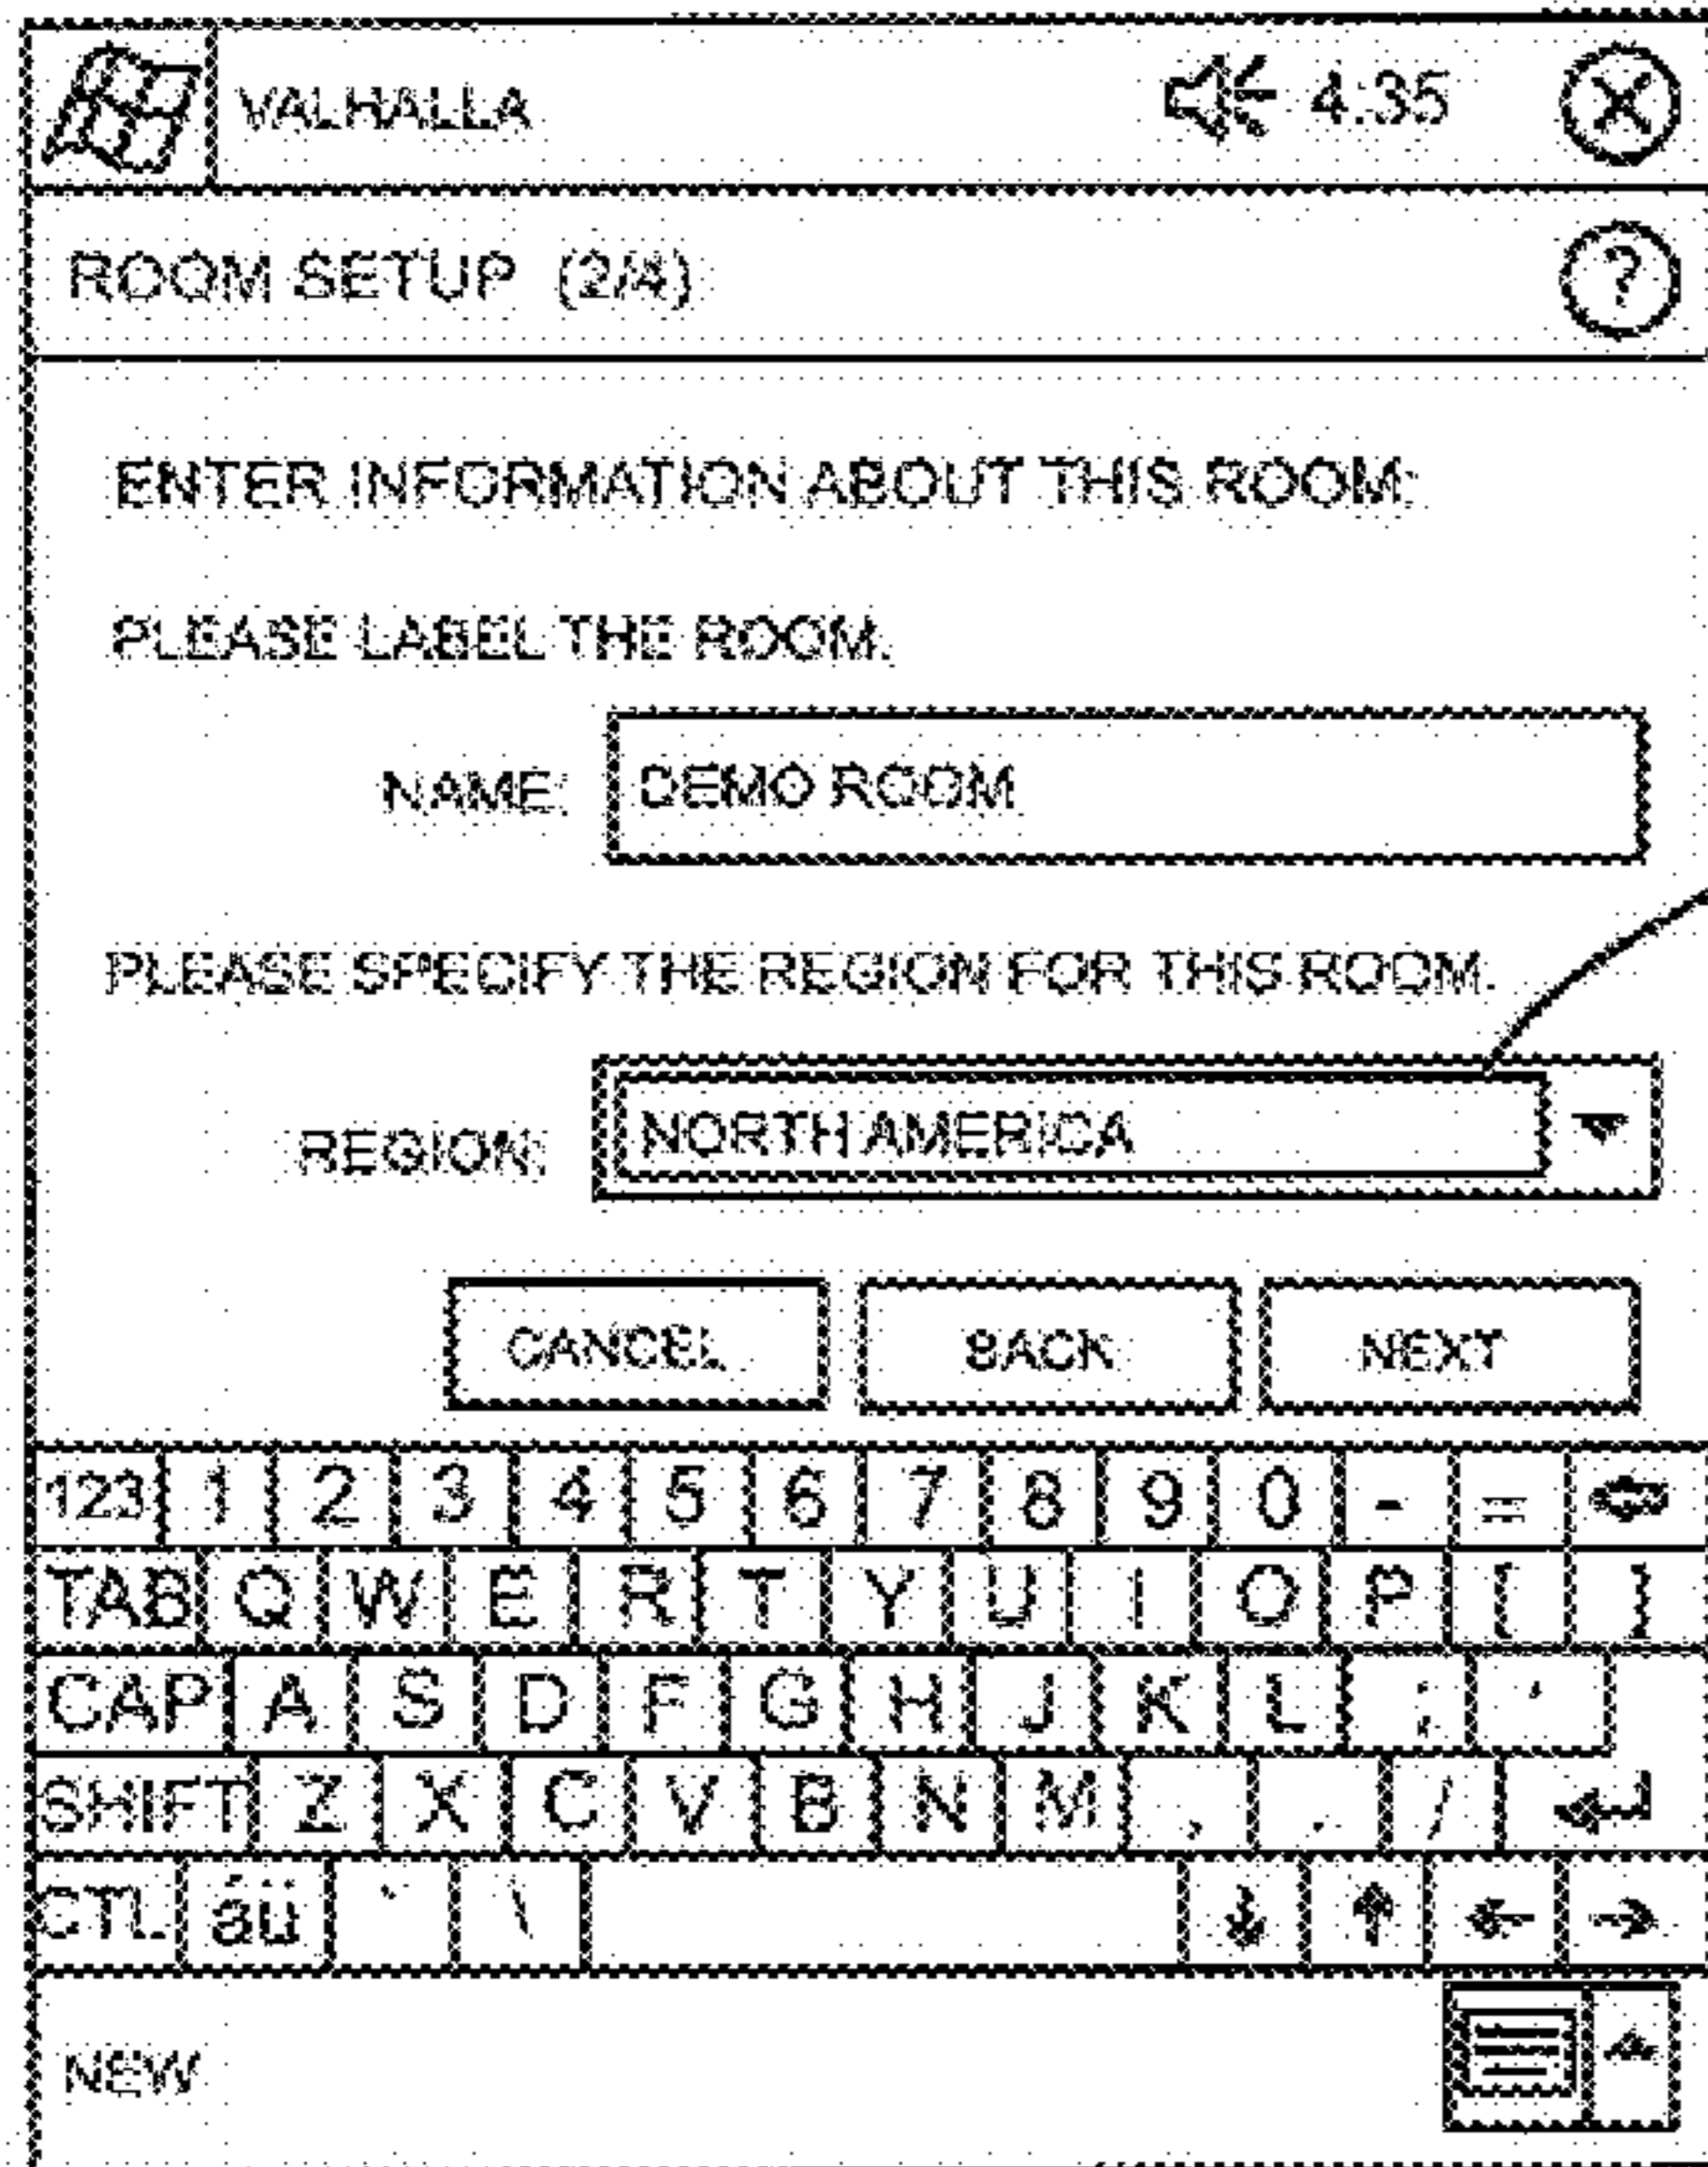 VALHALLA 4:35
ROOM SETUP (2/4) ?
ENTER INFORMATION ABOUT THIS ROOM:
PLEASE LABEL THE ROOM.
NAME: DEMO ROOM
PLEASE SPECIFY THE REGION FOR THIS ROOM.
REGION: NORTH AMERICA
CANCEL BACK NEXT
123 1 2 3 4 5 6 7 8 9 0 - =
TAB Q W E R T Y U I O P [ ]
CAP A S D F G H J K L ; '
SHIFT Z X C V B N M , . /
CTL áü ` \
NEW